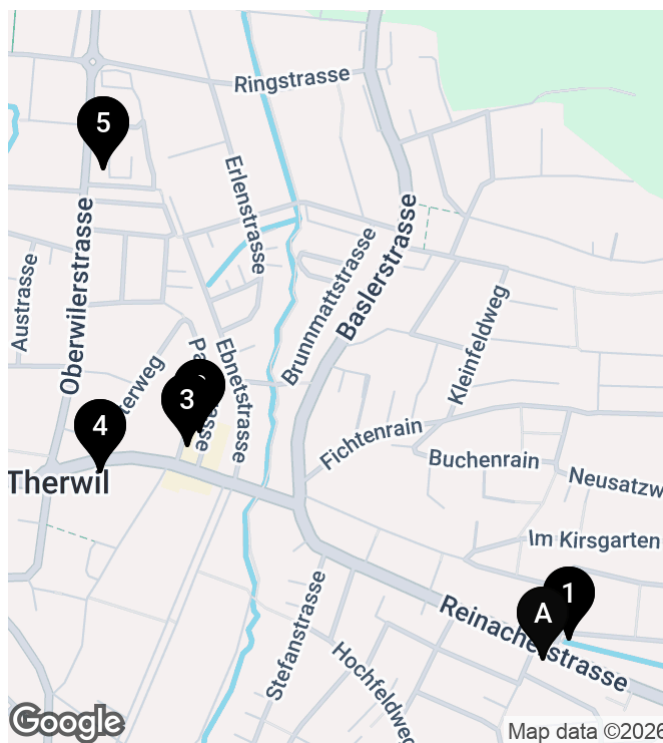 Ringstrasse
5
Erlenstrasse
Oberwilerstrasse
Austrasse
Brunnmattstrasse
Baslerstrasse
Kleinfeldweg
Ebnetstrasse
3
4
Fichtenrain
Buchenrain
Neusatzw
Therwil
Im Kirsgarten
1
A
Stefanstrasse
Hochfeldweg
Google
Map data ©2026